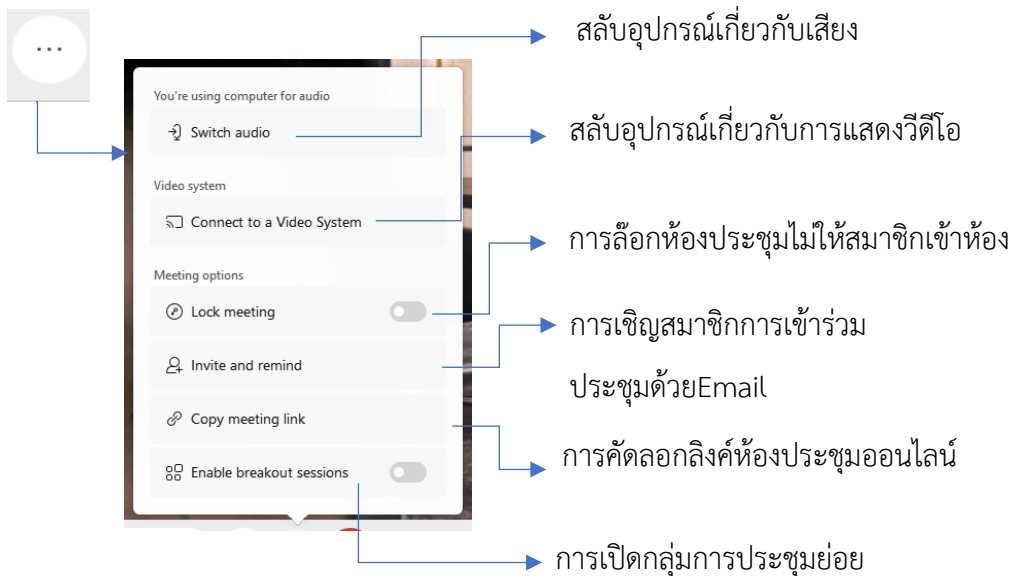 ...
สลับอุปกรณ์เกี่ยวกับเสียง
You're using computer for audio
Switch audio
สลับอุปกรณ์เกี่ยวกับการแสดงวีดีโอ
Video system
Connect to a Video System
การล๊อกห้องประชุมไม่ให้สมาชิกเข้าห้อง
Meeting options
Lock meeting
การเชิญสมาชิกการเข้าร่วม
ประชุมด้วยEmail
Invite and remind
Copy meeting link
การคัดลอกลิงค์ห้องประชุมออนไลน์
Enable breakout sessions
การเปิดกลุ่มการประชุมย่อย